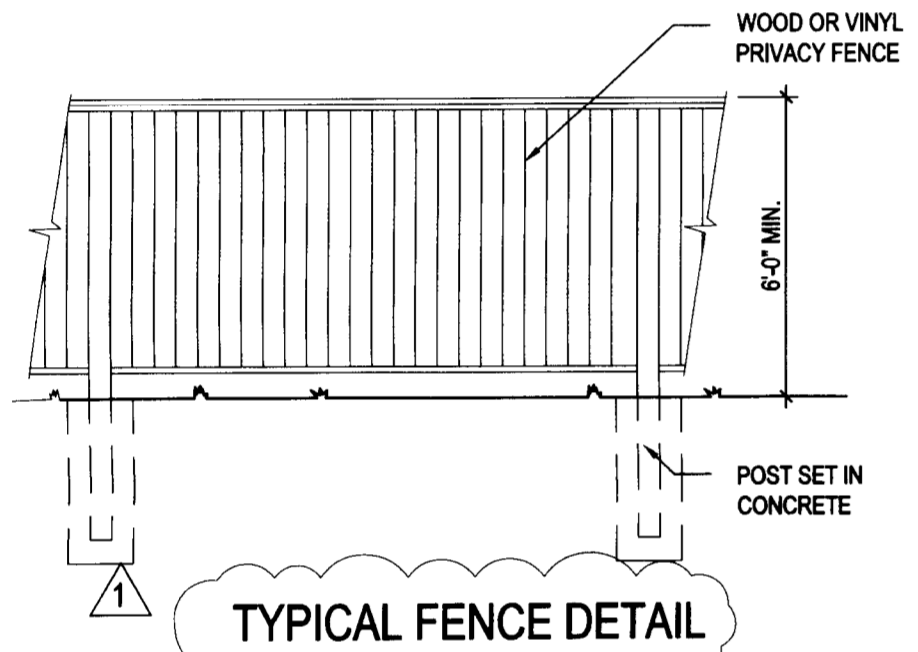 WOOD OR VINYL
PRIVACY FENCE
6'-0" MIN.
POST SET IN
CONCRETE
1
TYPICAL FENCE DETAIL